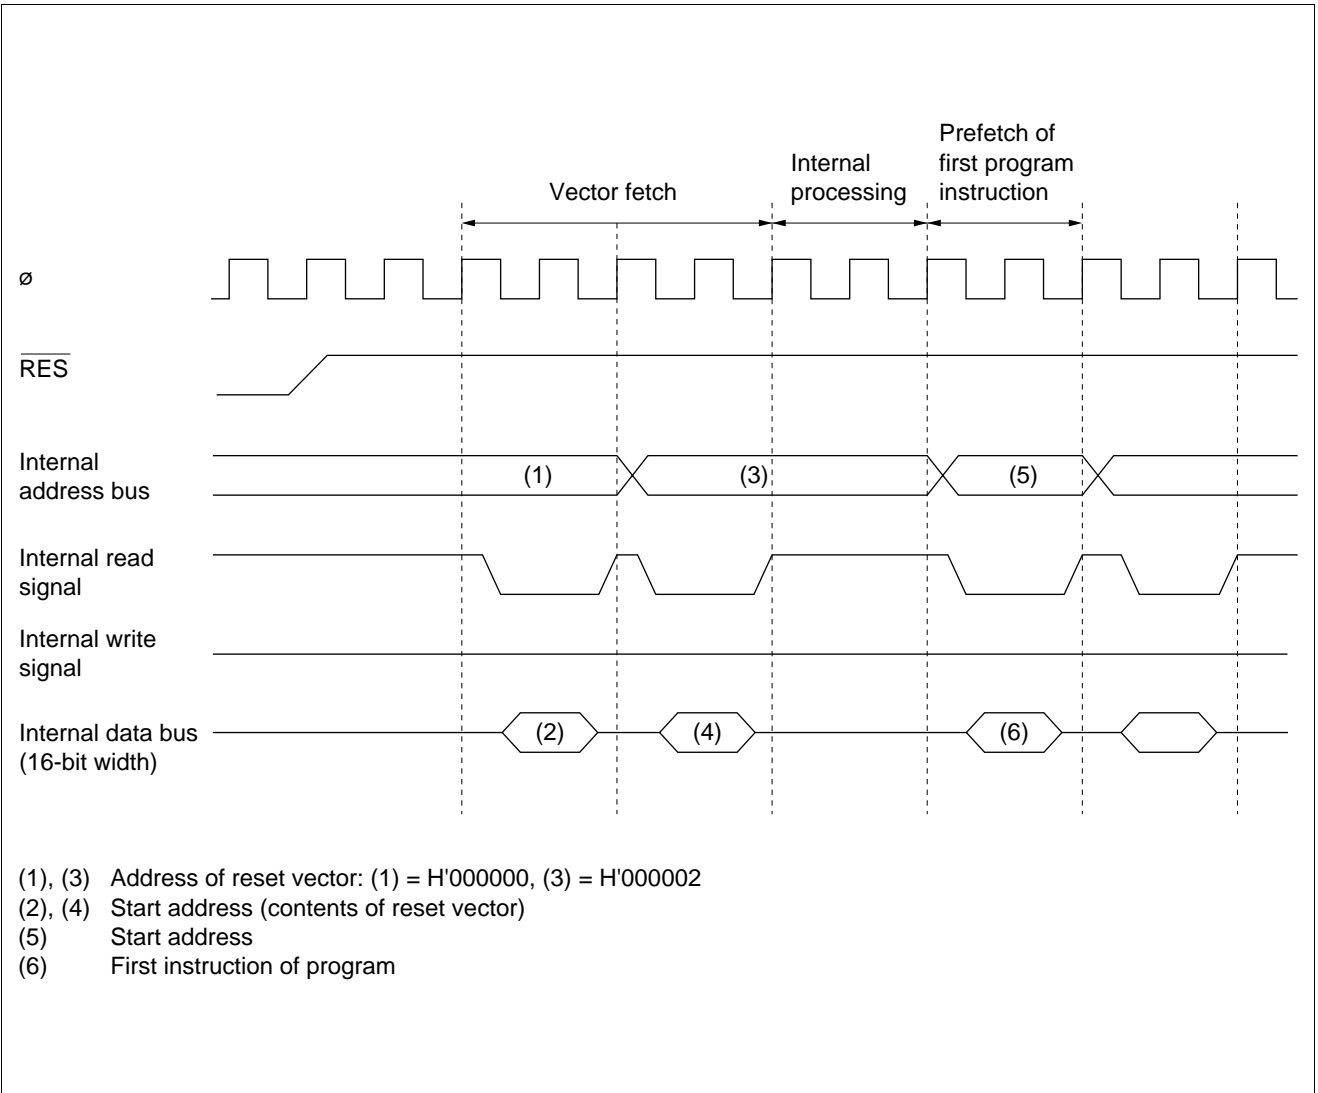 Prefetch of
first program
instruction
Internal
processing
Vector fetch
ø
RES
Internal
address bus
(1)
(3)
(5)
Internal read
signal
Internal write
signal
Internal data bus
(16-bit width)
(2)
(4)
(6)
(1), (3) Address of reset vector: (1) = H'000000, (3) = H'000002
(2), (4) Start address (contents of reset vector)
(5) Start address
(6) First instruction of program